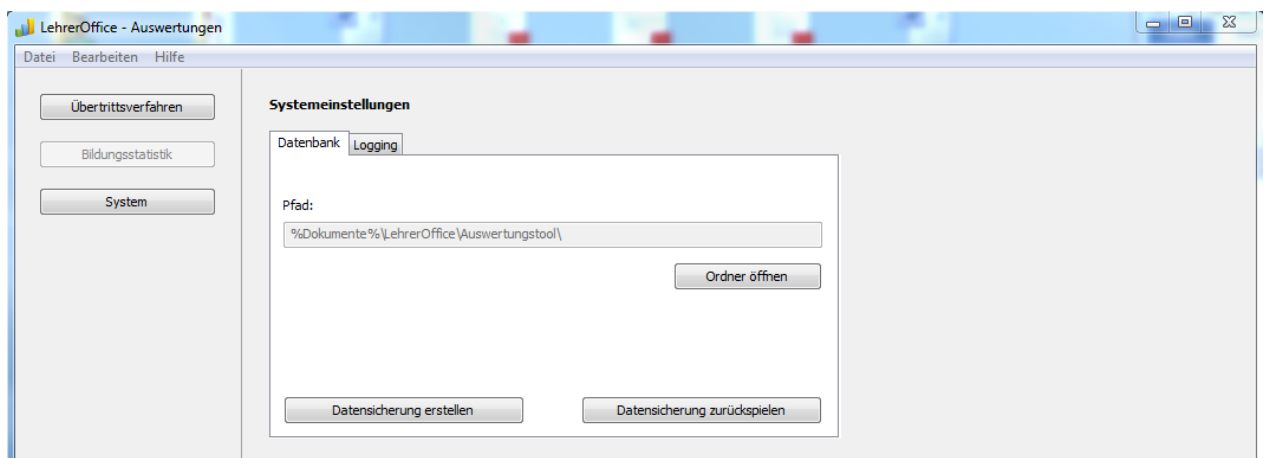 LehrerOffice - Auswertungen
Datei Bearbeiten Hilfe
Übertrittsverfahren
Bildungsstatistik
System
Systemeinstellungen
Datenbank Logging
Pfad:
%Dokumente%\LehrerOffice\Auswertungstool\
Ordner öffnen
Datensicherung erstellen Datensicherung zurückspielen